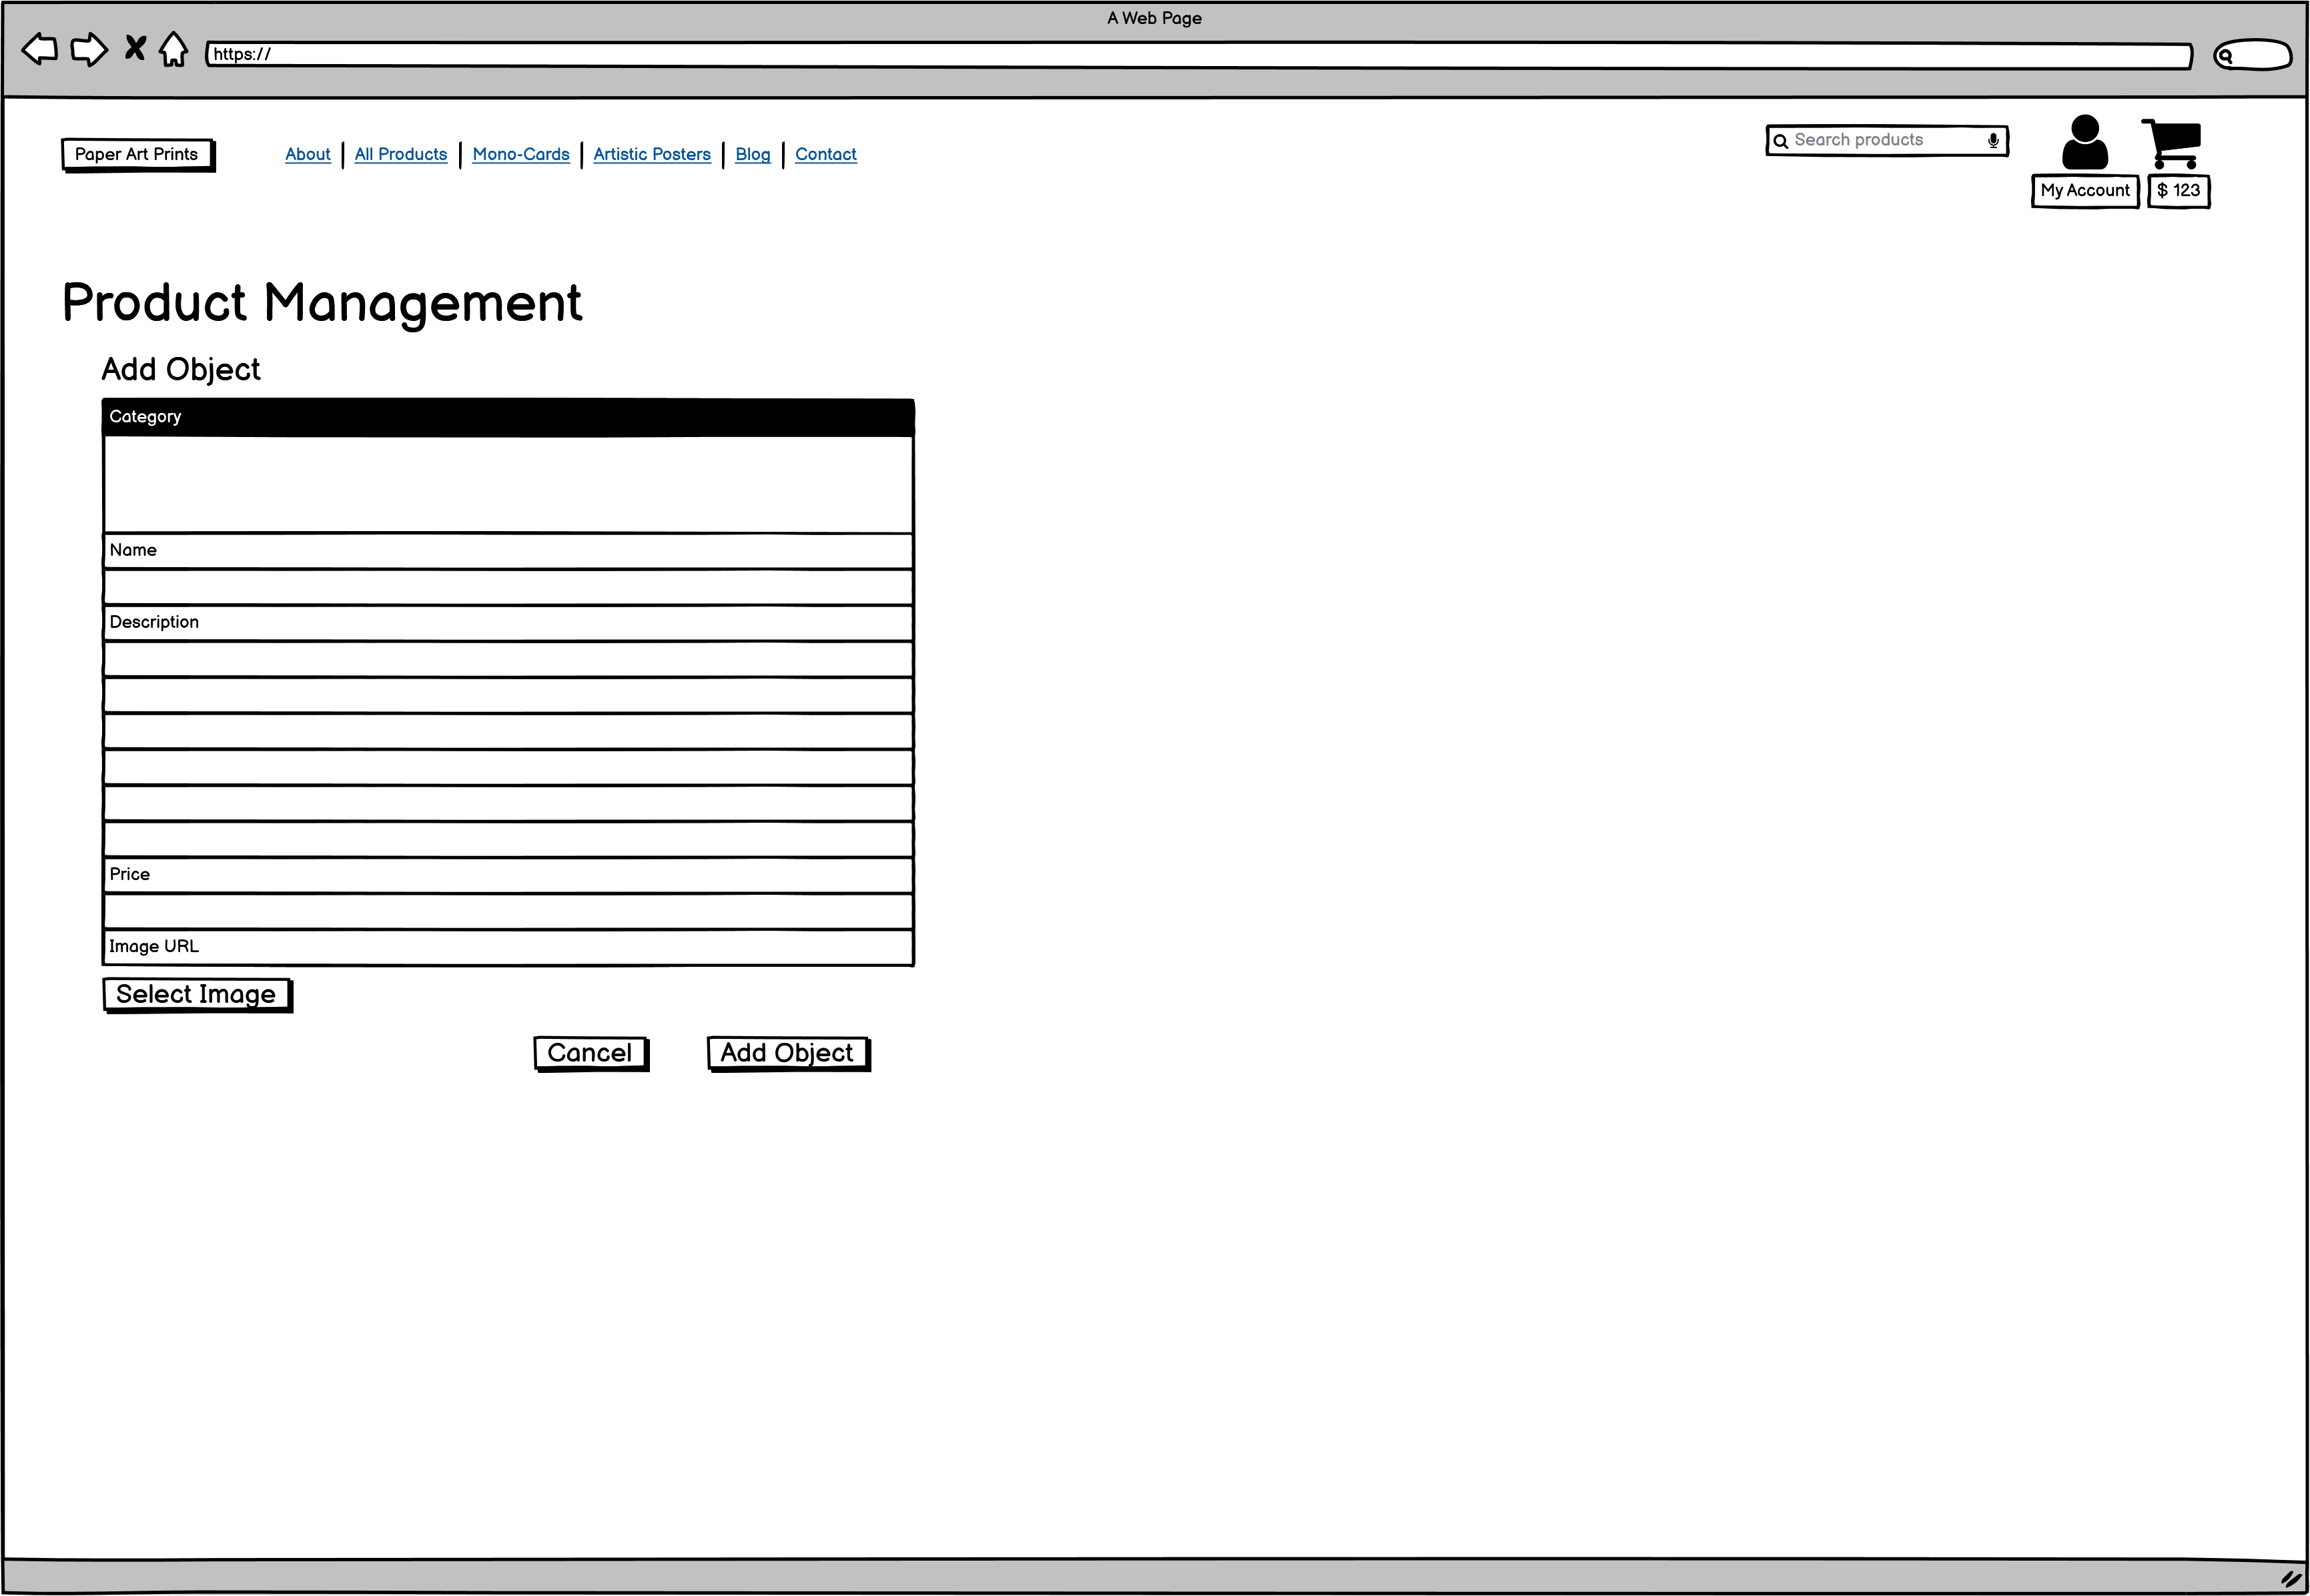 A Web Page
https://
Paper Art Prints
About | All Products | Mono-Cards | Artistic Posters | Blog | Contact
Search products
My Account
$ 123
Product Management
Add Object
Category
Name
Description
Price
Image URL
Select Image
Cancel
Add Object